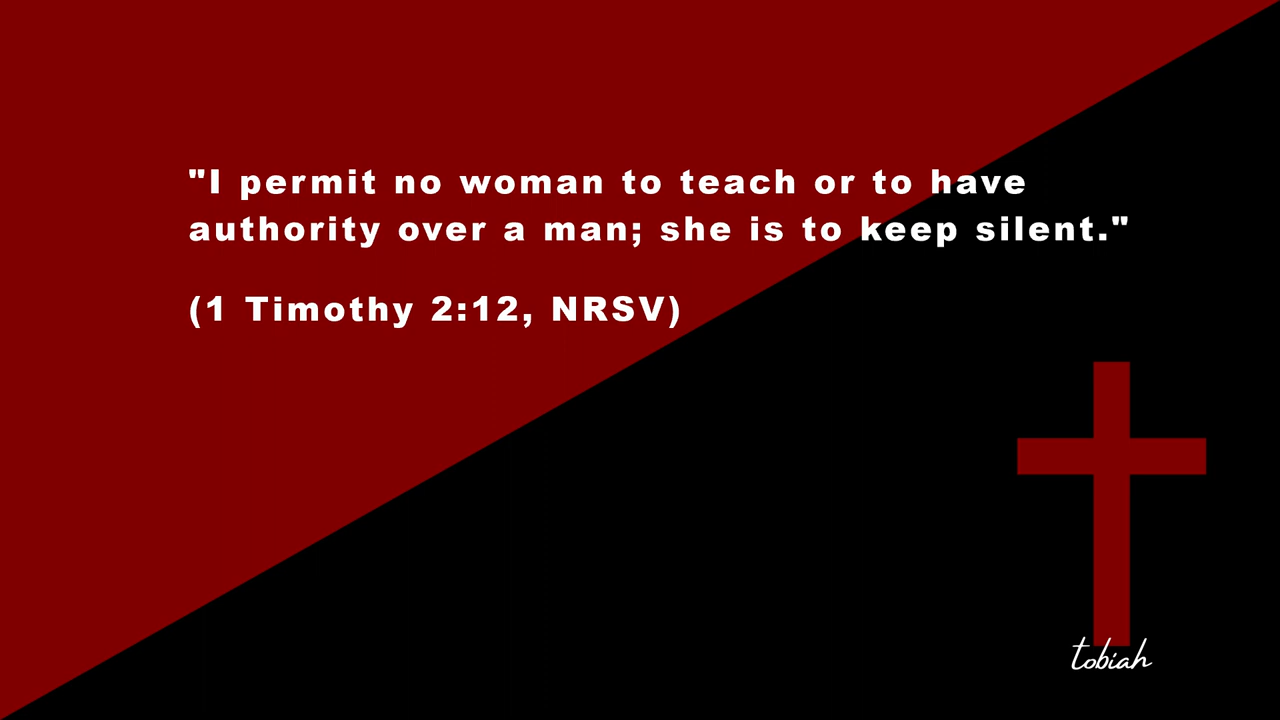 "I permit no woman to teach or to have
authority over a man; she is to keep silent."
(1 Timothy 2:12, NRSV)
tobiah